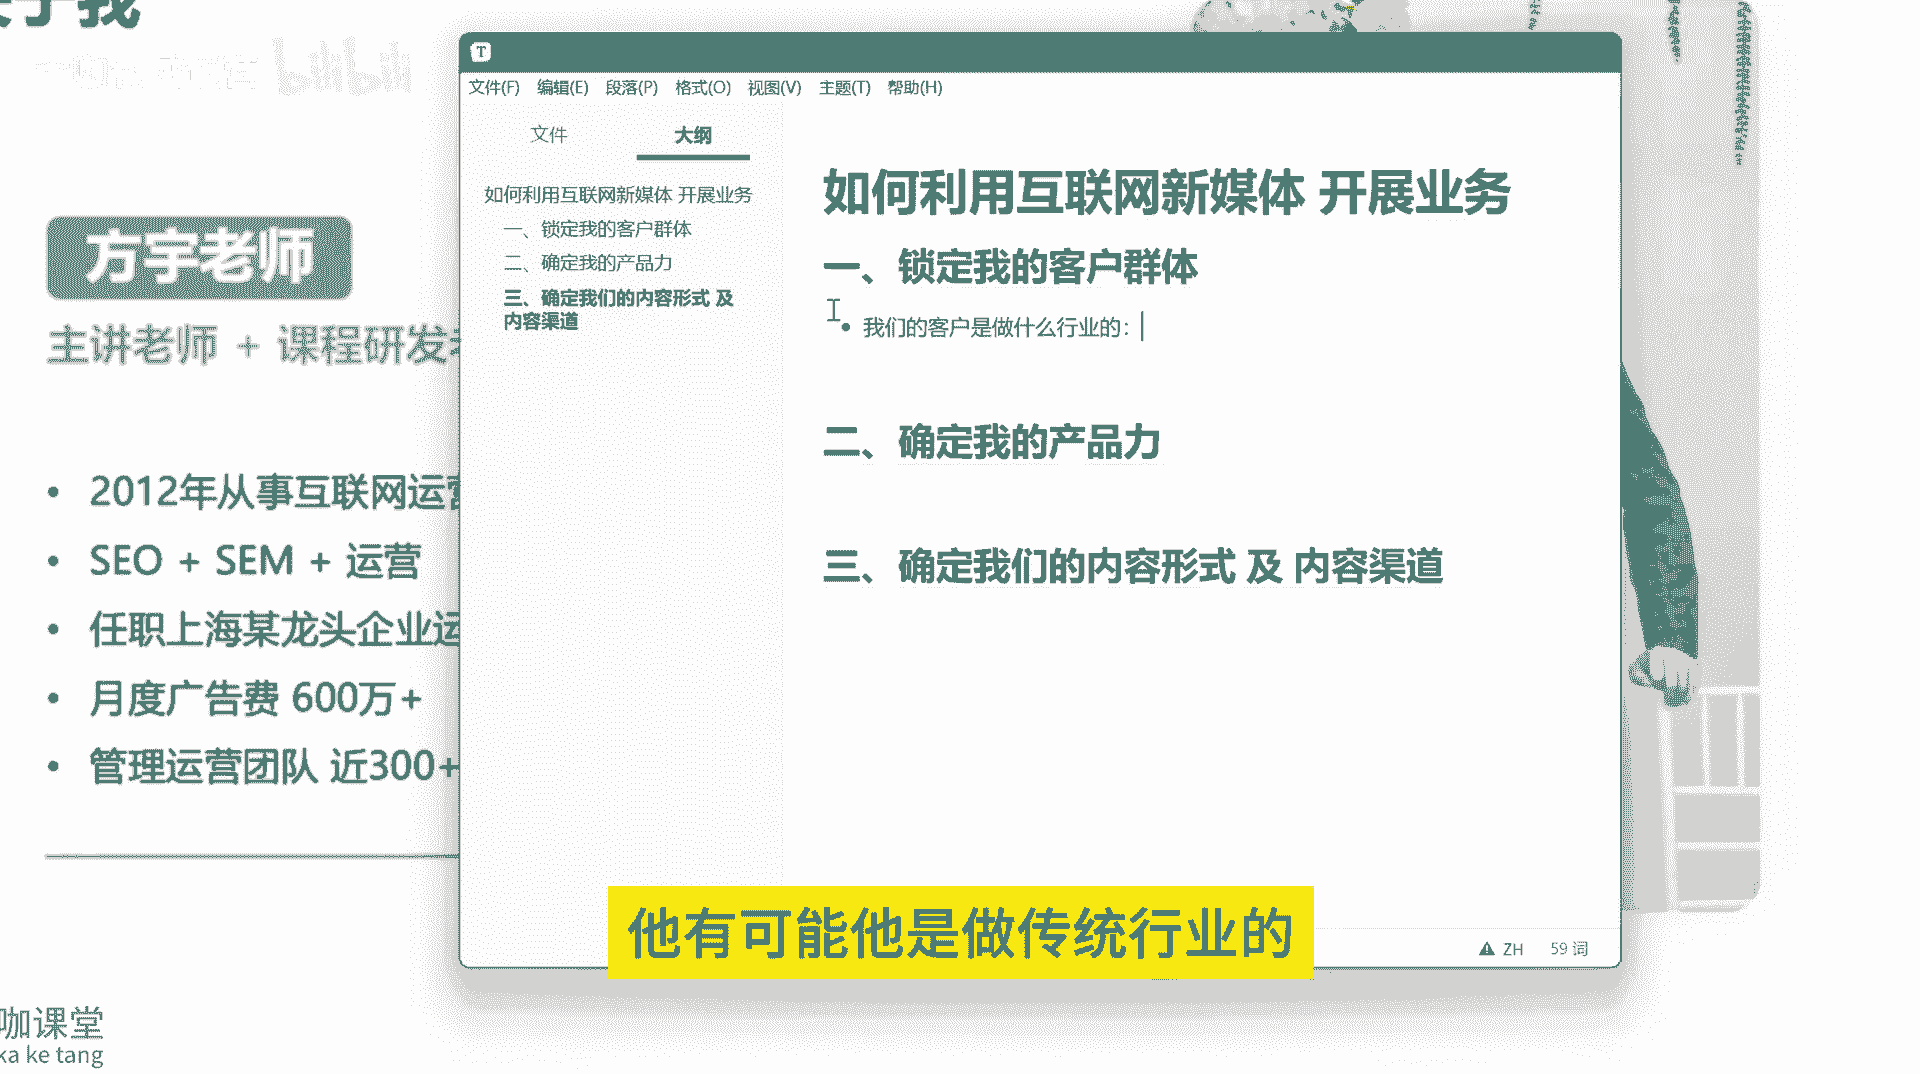 我
bilibili
方宇老师
主讲老师 + 课程研发
2012年从事互联网运营
SEO + SEM + 运营
任职上海某龙头企业运
月度广告费 600万+
管理运营团队 近300+
咖课堂
ka ke tang
T
文件(F) 编辑(E) 段落(P) 格式(O) 视图(V) 主题(T) 帮助(H)
文件 大纲
如何利用互联网新媒体 开展业务
一、锁定我的客户群体
二、确定我的产品力
三、确定我们的内容形式 及
内容渠道
如何利用互联网新媒体 开展业务
一、锁定我的客户群体
我们的客户是做什么行业的：
二、确定我的产品力
三、确定我们的内容形式 及 内容渠道
ZH 59 词
他有可能他是做传统行业的